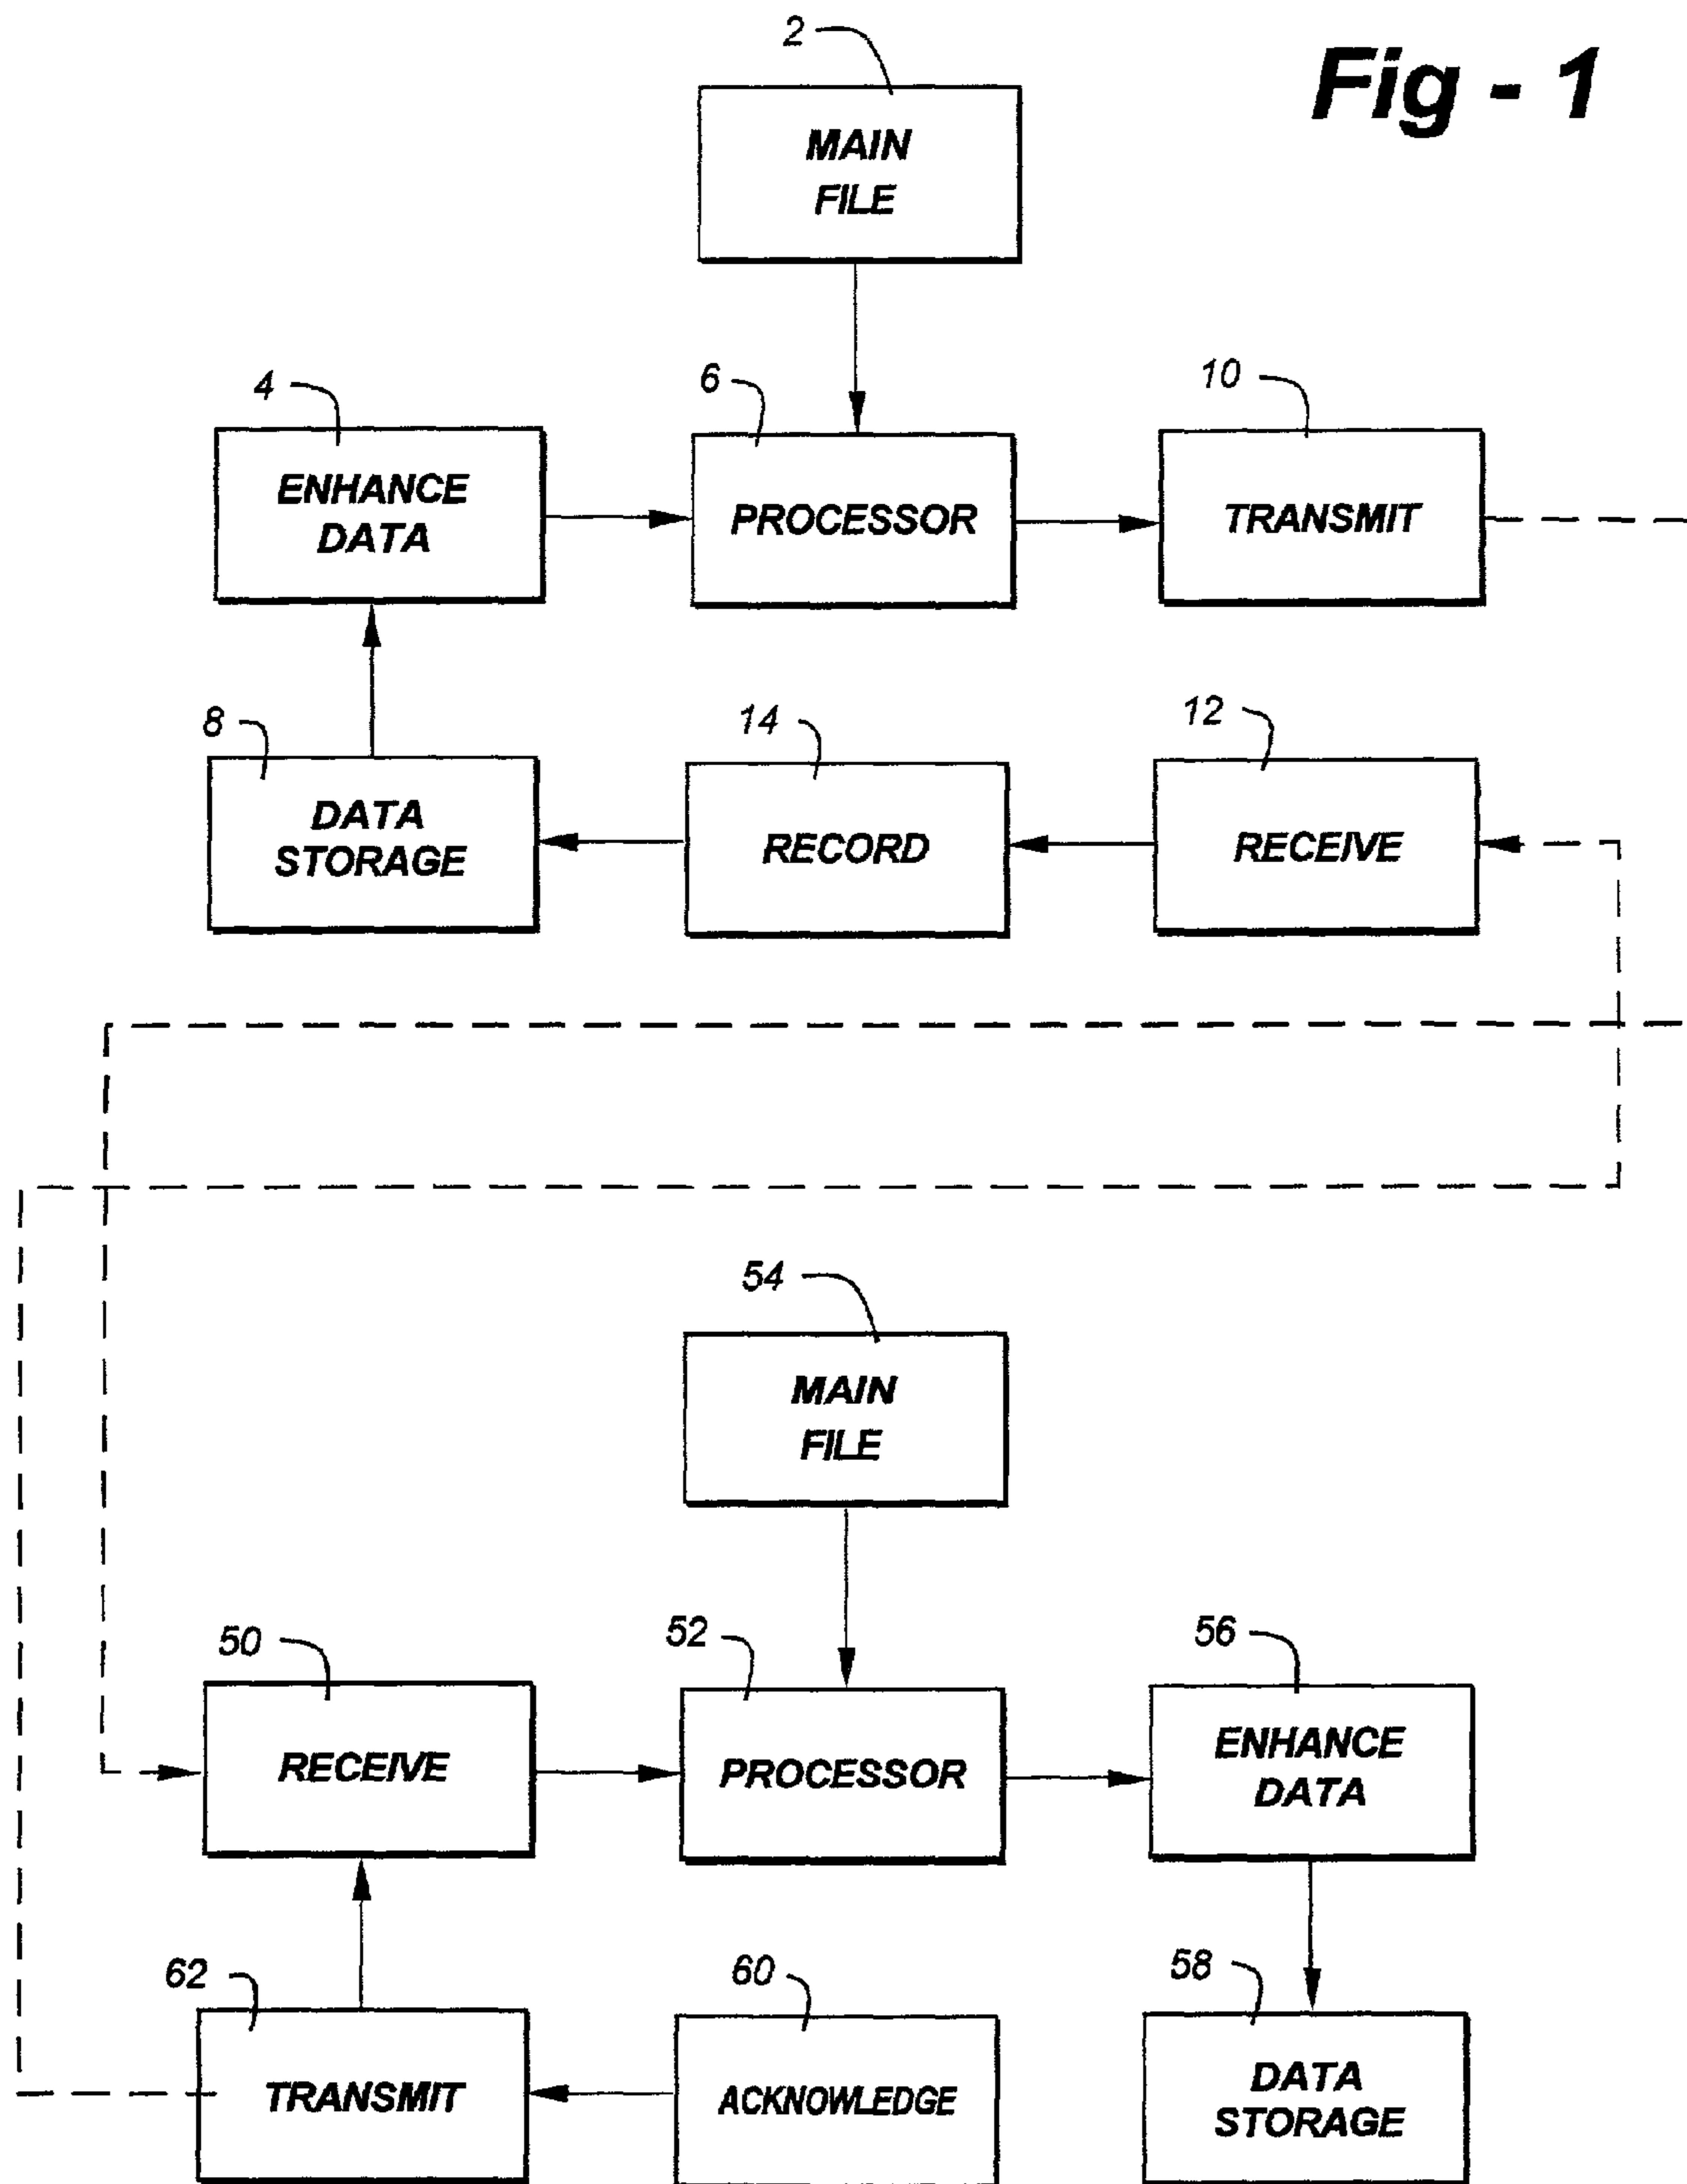 Fig - 1
2
MAIN
FILE
4
6
10
ENHANCE
DATA
PROCESSOR
TRANSMIT
8
14
12
DATA
STORAGE
RECORD
RECEIVE
54
MAIN
FILE
50
52
56
RECEIVE
PROCESSOR
ENHANCE
DATA
62
60
58
TRANSMIT
ACKNOWLEDGE
DATA
STORAGE